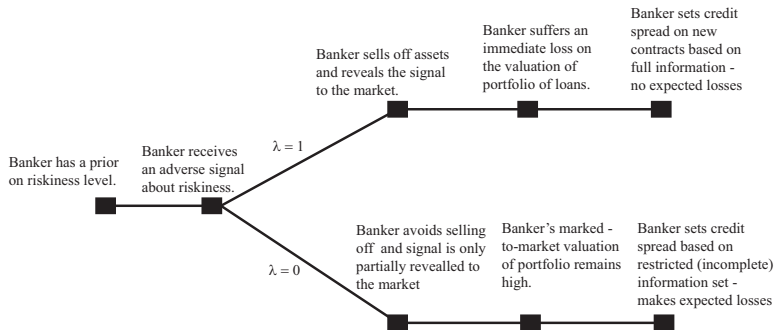 Banker has a prior
on riskiness level.
Banker receives
an adverse signal
about riskiness.
λ = 1
Banker sells off assets
and reveals the signal
to the market.
Banker suffers an
immediate loss on
the valuation of
portfolio of loans.
Banker sets credit
spread on new
contracts based on
full information -
no expected losses
λ = 0
Banker avoids selling
off and signal is only
partially revealled to
the market
Banker's marked -
to-market valuation
of portfolio remains
high.
Banker sets credit
spread based on
restricted (incomplete)
information set -
makes expected losses